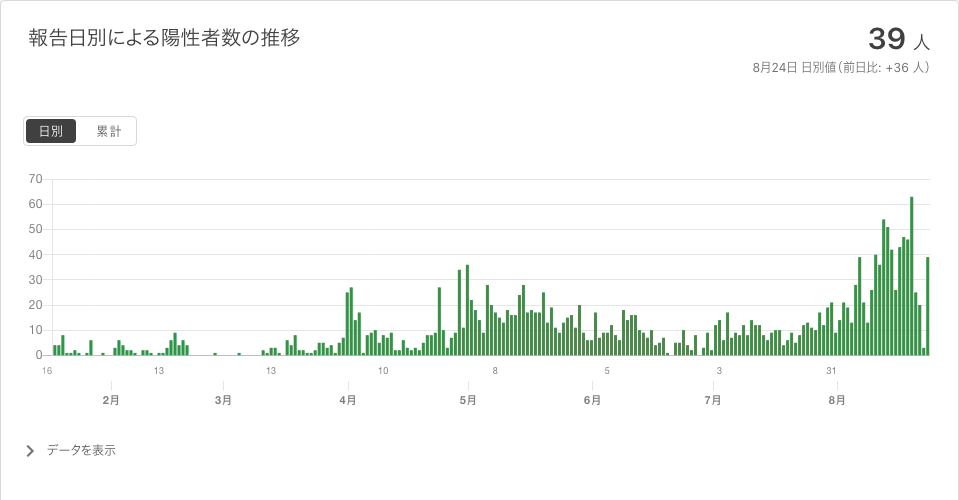 報告日別による陽性者数の推移
39 人
8月24日 日別値（前日比: +36 人）
日別 累計
70
60
50
40
30
20
10
0
16 13 13 10 8 5 3 31
2月 3月 4月 5月 6月 7月 8月
データを表示